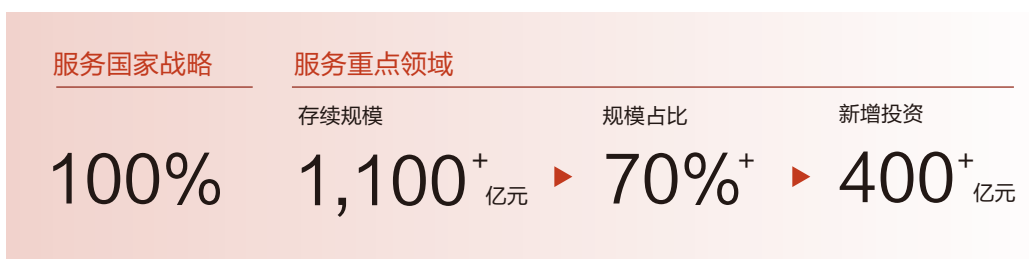 服务国家战略
100%
服务重点领域
存续规模
1,100+亿元
规模占比
70%+
新增投资
400+亿元